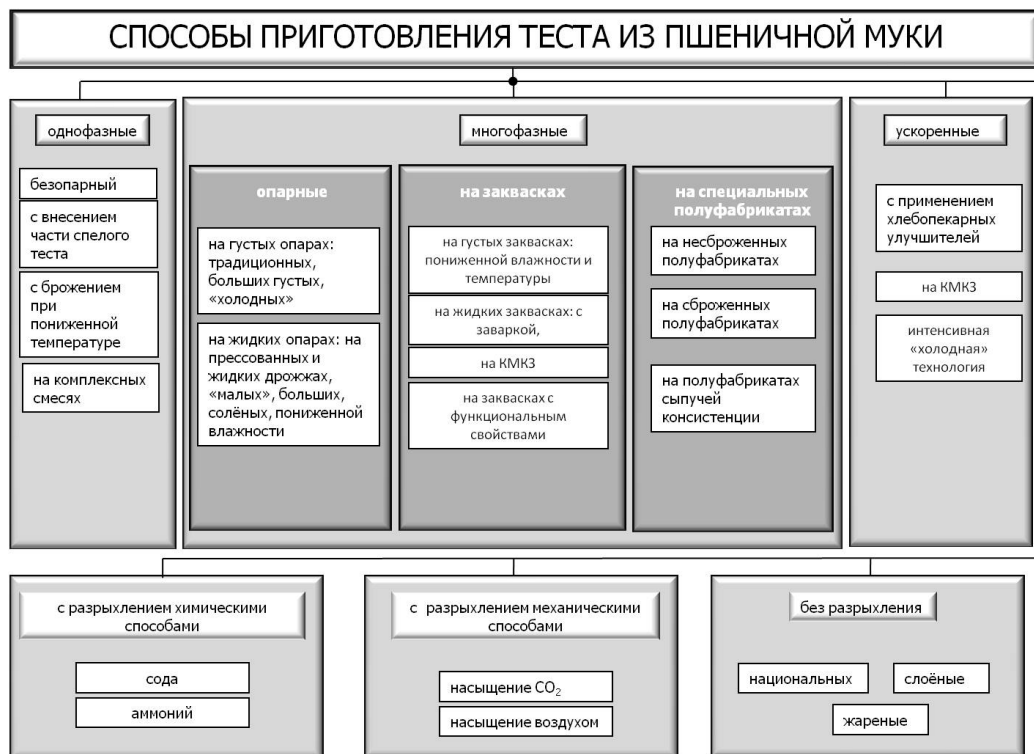 СПОСОБЫ ПРИГОТОВЛЕНИЯ ТЕСТА ИЗ ПШЕНИЧНОЙ МУКИ
однофазные
безопарный
с внесением
части спелого
теста
с брожением
при
пониженной
температуре
на комплексных
смесях
многофазные
опарные
на густых опарах:
традиционных,
больших густых,
«холодных»
на жидких опарах: на
прессованных и
жидких дрожжах,
«малых», больших,
солёных, пониженной
влажности
на заквасках
на густых заквасках:
пониженной влажности и
температуры
на жидких заквасках: с
заваркой,
на КМКЗ
на заквасках с
функциональным
свойствами
на специальных
полуфабрикатах
на несброженных
полуфабрикатах
на сброженных
полуфабрикатах
на полуфабрикатах
сыпучей
консистенции
ускоренные
с применением
хлебопекарных
улучшителей
на КМКЗ
интенсивная
«холодная»
технология
с разрыхлением химическими
способами
сода
аммоний
с разрыхлением механическими
способами
насыщение CO₂
насыщение воздухом
без разрыхления
национальных
слоёные
жареные